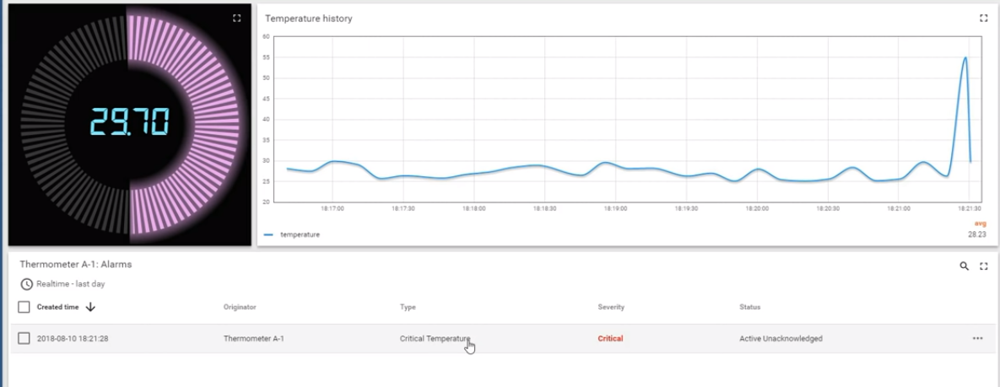 29.70
Temperature history
60
55
50
45
40
35
30
25
20
18:17:00 18:17:30 18:18:00 18:18:30 18:19:00 18:19:30 18:20:00 18:20:30 18:21:00 18:21:30
avg
temperature 28.23
Thermometer A-1: Alarms
Realtime - last day
Created time Originator Type Severity Status
2018-08-10 18:21:28 Thermometer A-1 Critical Temperature Critical Active Unacknowledged